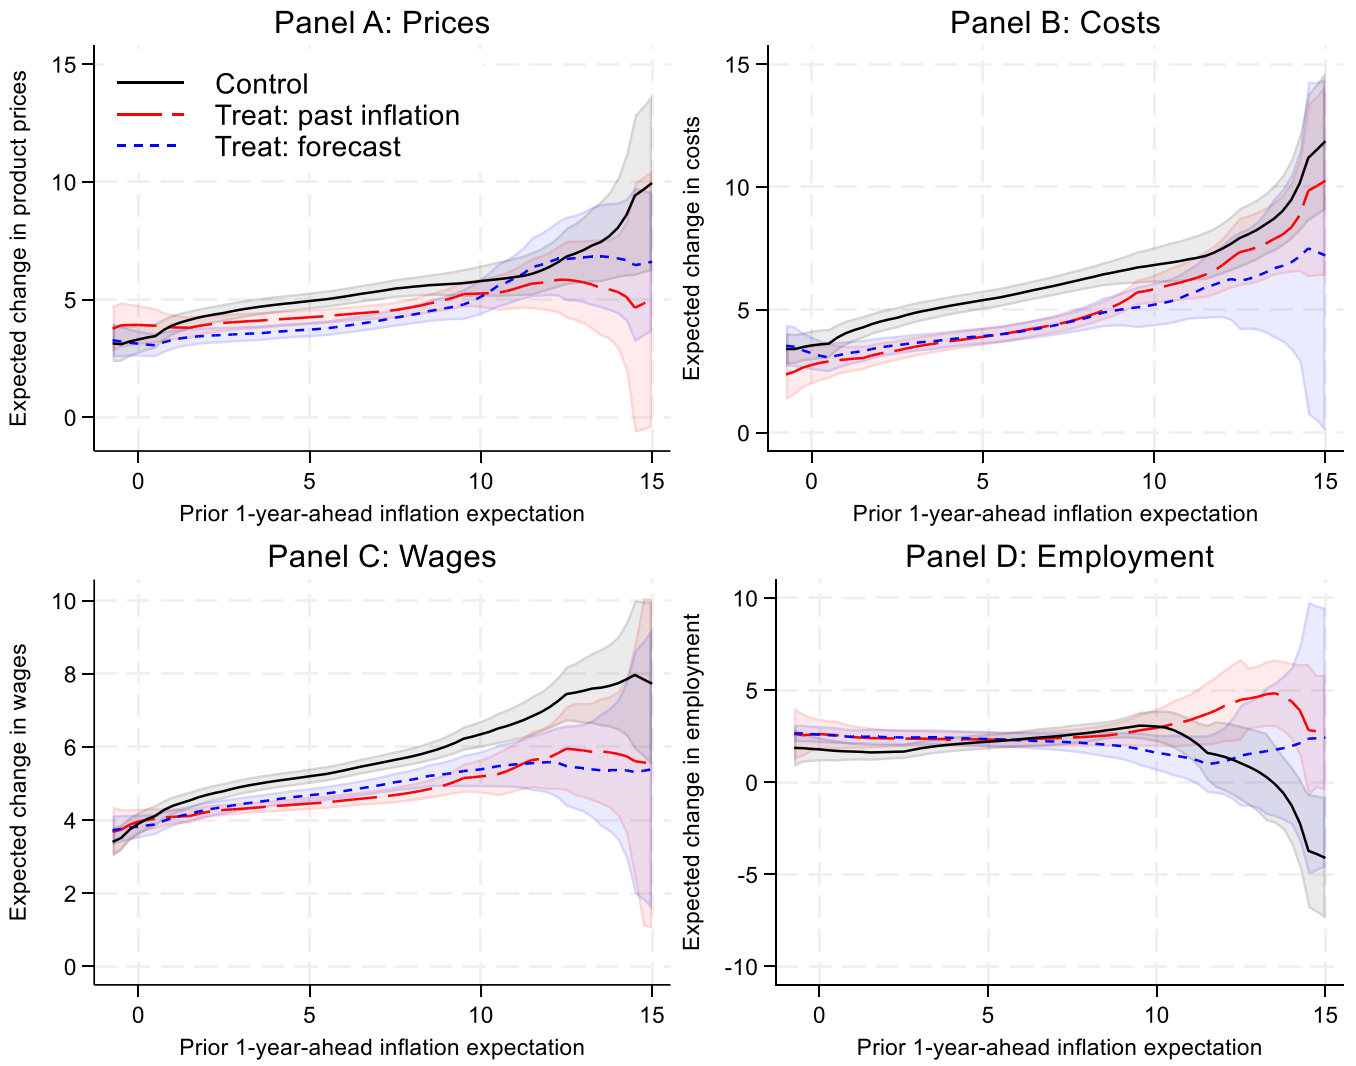 Panel A: Prices
Expected change in product prices
15
10
5
0
Control
Treat: past inflation
Treat: forecast
0
5
10
15
Prior 1-year-ahead inflation expectation
Panel B: Costs
Expected change in costs
15
10
5
0
0
5
10
15
Prior 1-year-ahead inflation expectation
Panel C: Wages
Expected change in wages
10
8
6
4
2
0
0
5
10
15
Prior 1-year-ahead inflation expectation
Panel D: Employment
Expected change in employment
10
5
0
-5
-10
0
5
10
15
Prior 1-year-ahead inflation expectation